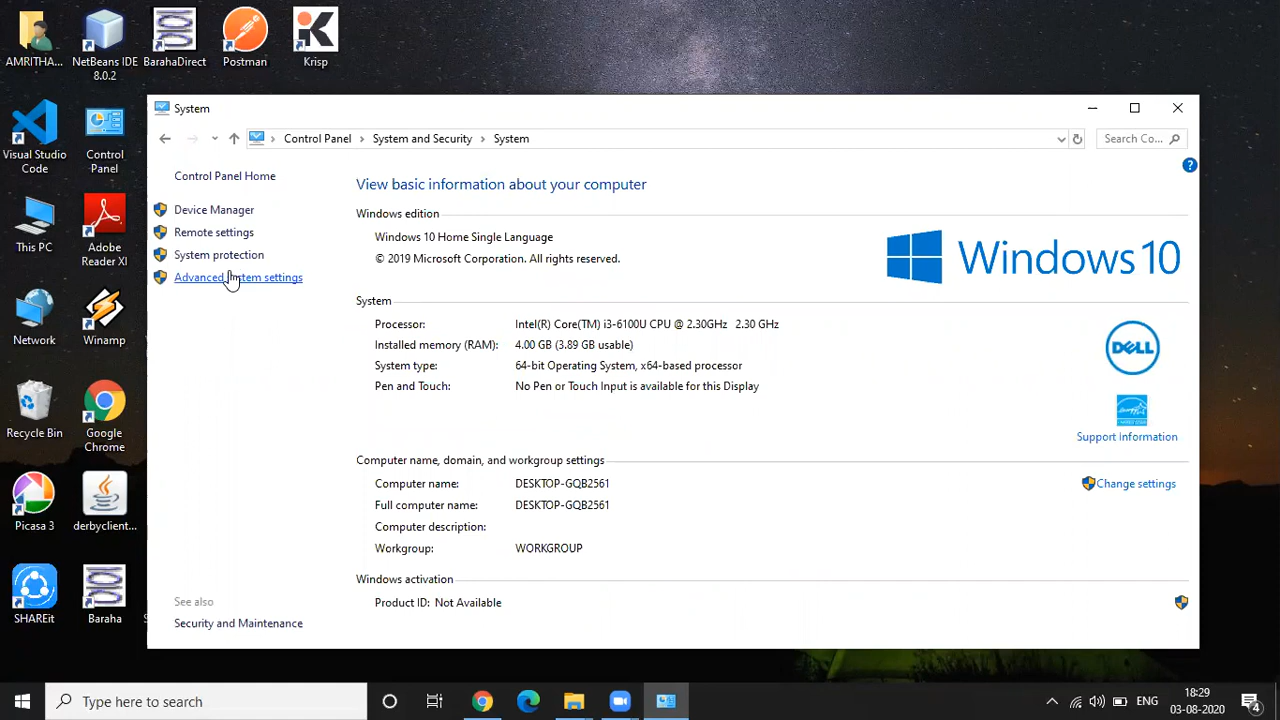 AMRITHA...
NetBeans IDE 8.0.2
BarahaDirect
Postman
Krisp
Visual Studio Code
Control Panel
This PC
Adobe Reader XI
Network
Winamp
Recycle Bin
Google Chrome
Picasa 3
derbyclient...
SHAREit
Baraha
System
Control Panel > System and Security > System
Search Co...
Control Panel Home
Device Manager
Remote settings
System protection
Advanced system settings
See also
Security and Maintenance
View basic information about your computer
Windows edition
Windows 10 Home Single Language
© 2019 Microsoft Corporation. All rights reserved.
Windows 10
System
Processor: Intel(R) Core(TM) i3-6100U CPU @ 2.30GHz 2.30 GHz
Installed memory (RAM): 4.00 GB (3.89 GB usable)
System type: 64-bit Operating System, x64-based processor
Pen and Touch: No Pen or Touch Input is available for this Display
DELL
Support Information
Computer name, domain, and workgroup settings
Computer name: DESKTOP-GQB2561
Change settings
Full computer name: DESKTOP-GQB2561
Computer description:
Workgroup: WORKGROUP
Windows activation
Product ID: Not Available
Type here to search
ENG
18:29
03-08-2020
4